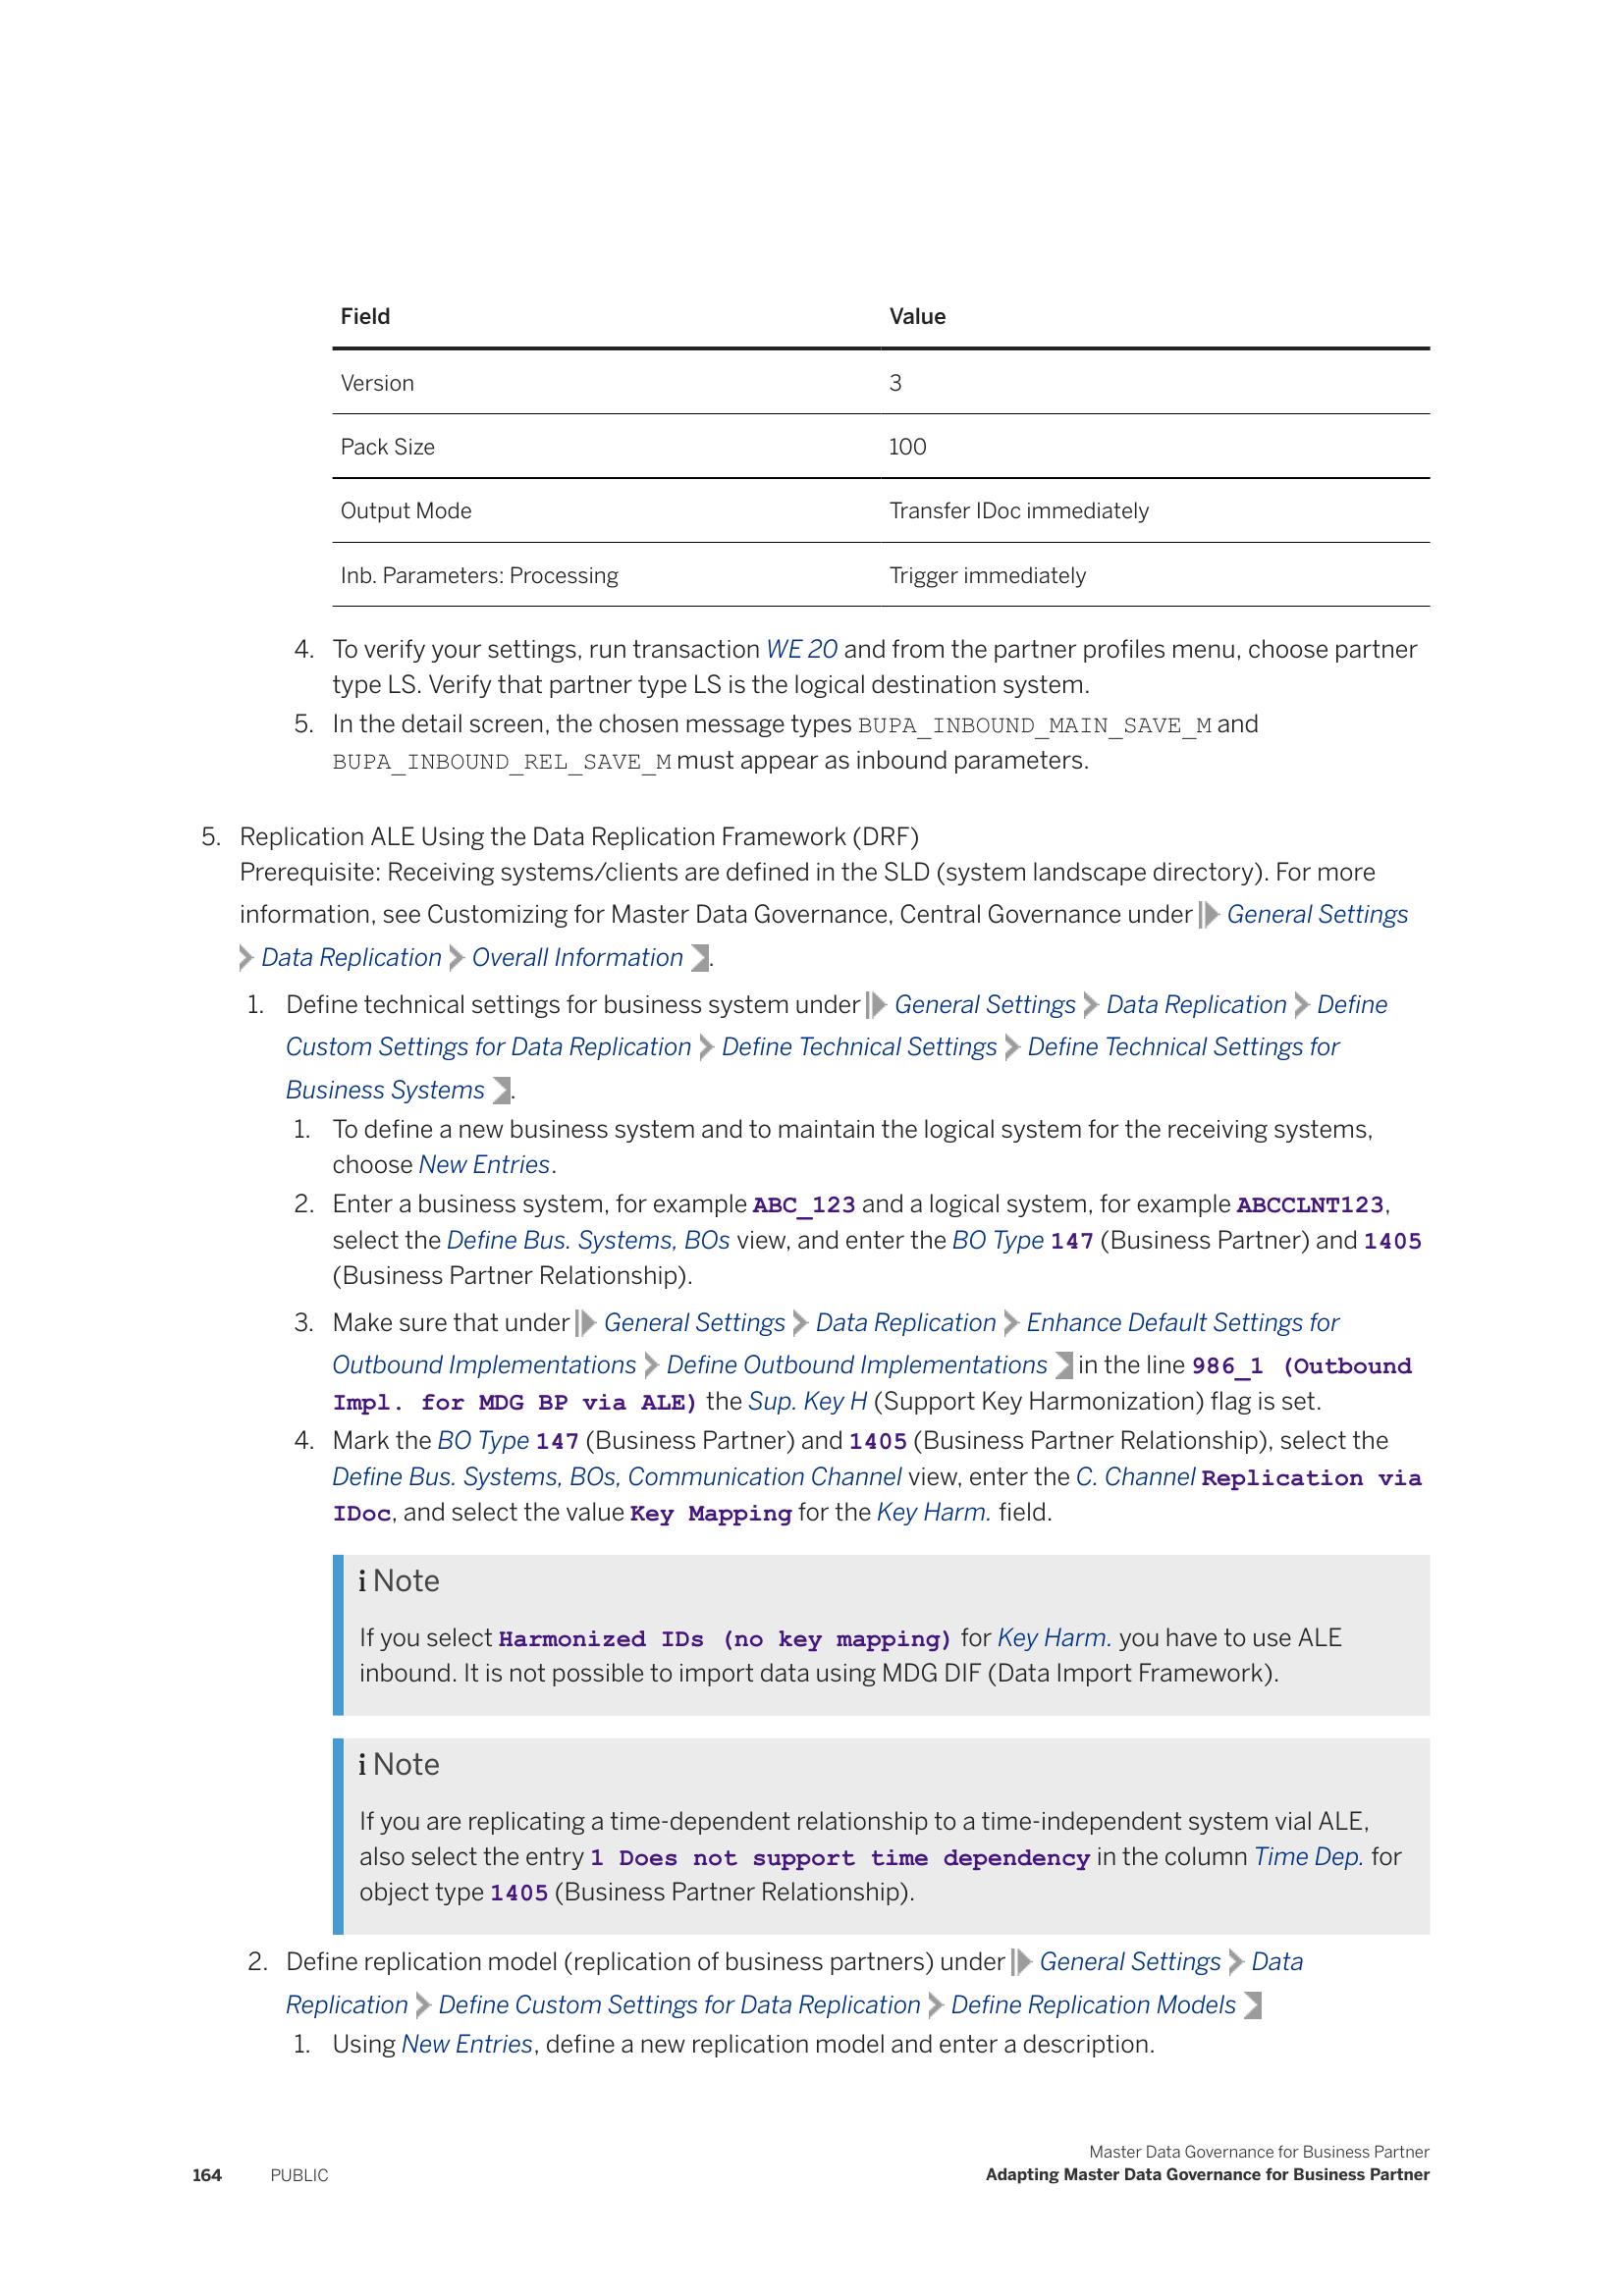 Field Value
Version 3
Pack Size 100
Output Mode Transfer IDoc immediately
Inb. Parameters: Processing Trigger immediately
4. To verify your settings, run transaction WE 20 and from the partner profiles menu, choose partner
type LS. Verify that partner type LS is the logical destination system.
5. In the detail screen, the chosen message types BUPA_INBOUND_MAIN_SAVE_M and
BUPA_INBOUND_REL_SAVE_M must appear as inbound parameters.
5. Replication ALE Using the Data Replication Framework (DRF)
Prerequisite: Receiving systems/clients are defined in the SLD (system landscape directory). For more
information, see Customizing for Master Data Governance, Central Governance under General Settings
Data Replication Overall Information .
1. Define technical settings for business system under General Settings Data Replication Define
Custom Settings for Data Replication Define Technical Settings Define Technical Settings for
Business Systems .
1. To define a new business system and to maintain the logical system for the receiving systems,
choose New Entries.
2. Enter a business system, for example ABC_123 and a logical system, for example ABCCLNT123,
select the Define Bus. Systems, BOs view, and enter the BO Type 147 (Business Partner) and 1405
(Business Partner Relationship).
3. Make sure that under General Settings Data Replication Enhance Default Settings for
Outbound Implementations Define Outbound Implementations in the line 986_1 (Outbound
Impl. for MDG BP via ALE) the Sup. Key H (Support Key Harmonization) flag is set.
4. Mark the BO Type 147 (Business Partner) and 1405 (Business Partner Relationship), select the
Define Bus. Systems, BOs, Communication Channel view, enter the C. Channel Replication via
IDoc, and select the value Key Mapping for the Key Harm. field.
i Note
If you select Harmonized IDs (no key mapping) for Key Harm. you have to use ALE
inbound. It is not possible to import data using MDG DIF (Data Import Framework).
i Note
If you are replicating a time-dependent relationship to a time-independent system vial ALE,
also select the entry 1 Does not support time dependency in the column Time Dep. for
object type 1405 (Business Partner Relationship).
2. Define replication model (replication of business partners) under General Settings Data
Replication Define Custom Settings for Data Replication Define Replication Models
1. Using New Entries, define a new replication model and enter a description.
Master Data Governance for Business Partner
164 PUBLIC Adapting Master Data Governance for Business Partner